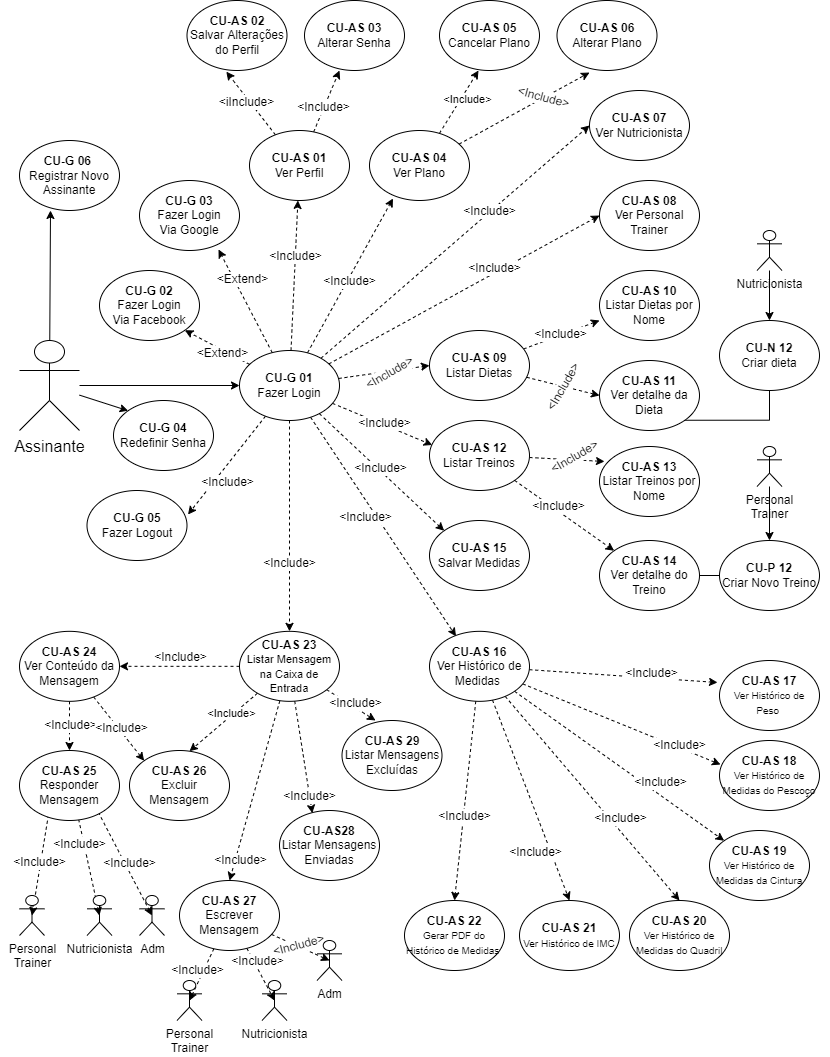 CU-AS 02
Salvar Alterações
do Perfil
CU-AS 03
Alterar Senha
CU-AS 05
Cancelar Plano
CU-AS 06
Alterar Plano
<iInclude>
<Include>
<Include>
<Include>
CU-AS 07
Ver Nutricionista
CU-G 06
Registrar Novo
Assinante
CU-AS 01
Ver Perfil
CU-AS 04
Ver Plano
CU-G 03
Fazer Login
Via Google
<Include>
CU-AS 08
Ver Personal
Trainer
<Include>
<Include>
<Include>
<Extend>
Nutricionista
CU-G 02
Fazer Login
Via Facebook
CU-AS 10
Listar Dietas por
Nome
<Include>
<Extend>
CU-N 12
Criar dieta
CU-AS 09
Listar Dietas
<Include>
<Include>
CU-AS 11
Ver detalhe da
Dieta
CU-G 01
Fazer Login
Assinante
CU-G 04
Redefinir Senha
<Include>
CU-AS 12
Listar Treinos
<Include>
CU-AS 13
Listar Treinos por
Nome
<Include>
Personal
Trainer
<Include>
CU-G 05
Fazer Logout
<Include>
<Include>
<Include>
CU-AS 15
Salvar Medidas
CU-AS 14
Ver detalhe do
Treino
CU-P 12
Criar Novo Treino
CU-AS 24
Ver Conteúdo da
Mensagem
<Include>
CU-AS 23
Listar Mensagem
na Caixa de
Entrada
CU-AS 16
Ver Histórico de
Medidas
<Include>
CU-AS 17
Ver Histórico de
Peso
<Include>
<Include>
<Include>
<Include>
CU-AS 29
Listar Mensagens
Excluídas
<Include>
CU-AS 18
Ver Histórico de
Medidas do Pescoço
CU-AS 25
Responder
Mensagem
CU-AS 26
Excluir
Mensagem
<Include>
<Include>
<Include>
<Include>
CU-AS28
Listar Mensagens
Enviadas
CU-AS 19
Ver Histórico de
Medidas da Cintura
<Include>
<Include>
<Include>
<Include>
<Include>
CU-AS 27
Escrever
Mensagem
CU-AS 22
Gerar PDF do
Histórico de Medidas
CU-AS 21
Ver Histórico de IMC
CU-AS 20
Ver Histórico de
Medidas do Quadril
Personal
Trainer
Nutricionista
Adm
<Include>
<Include>
<Include>
Adm
Personal
Trainer
Nutricionista